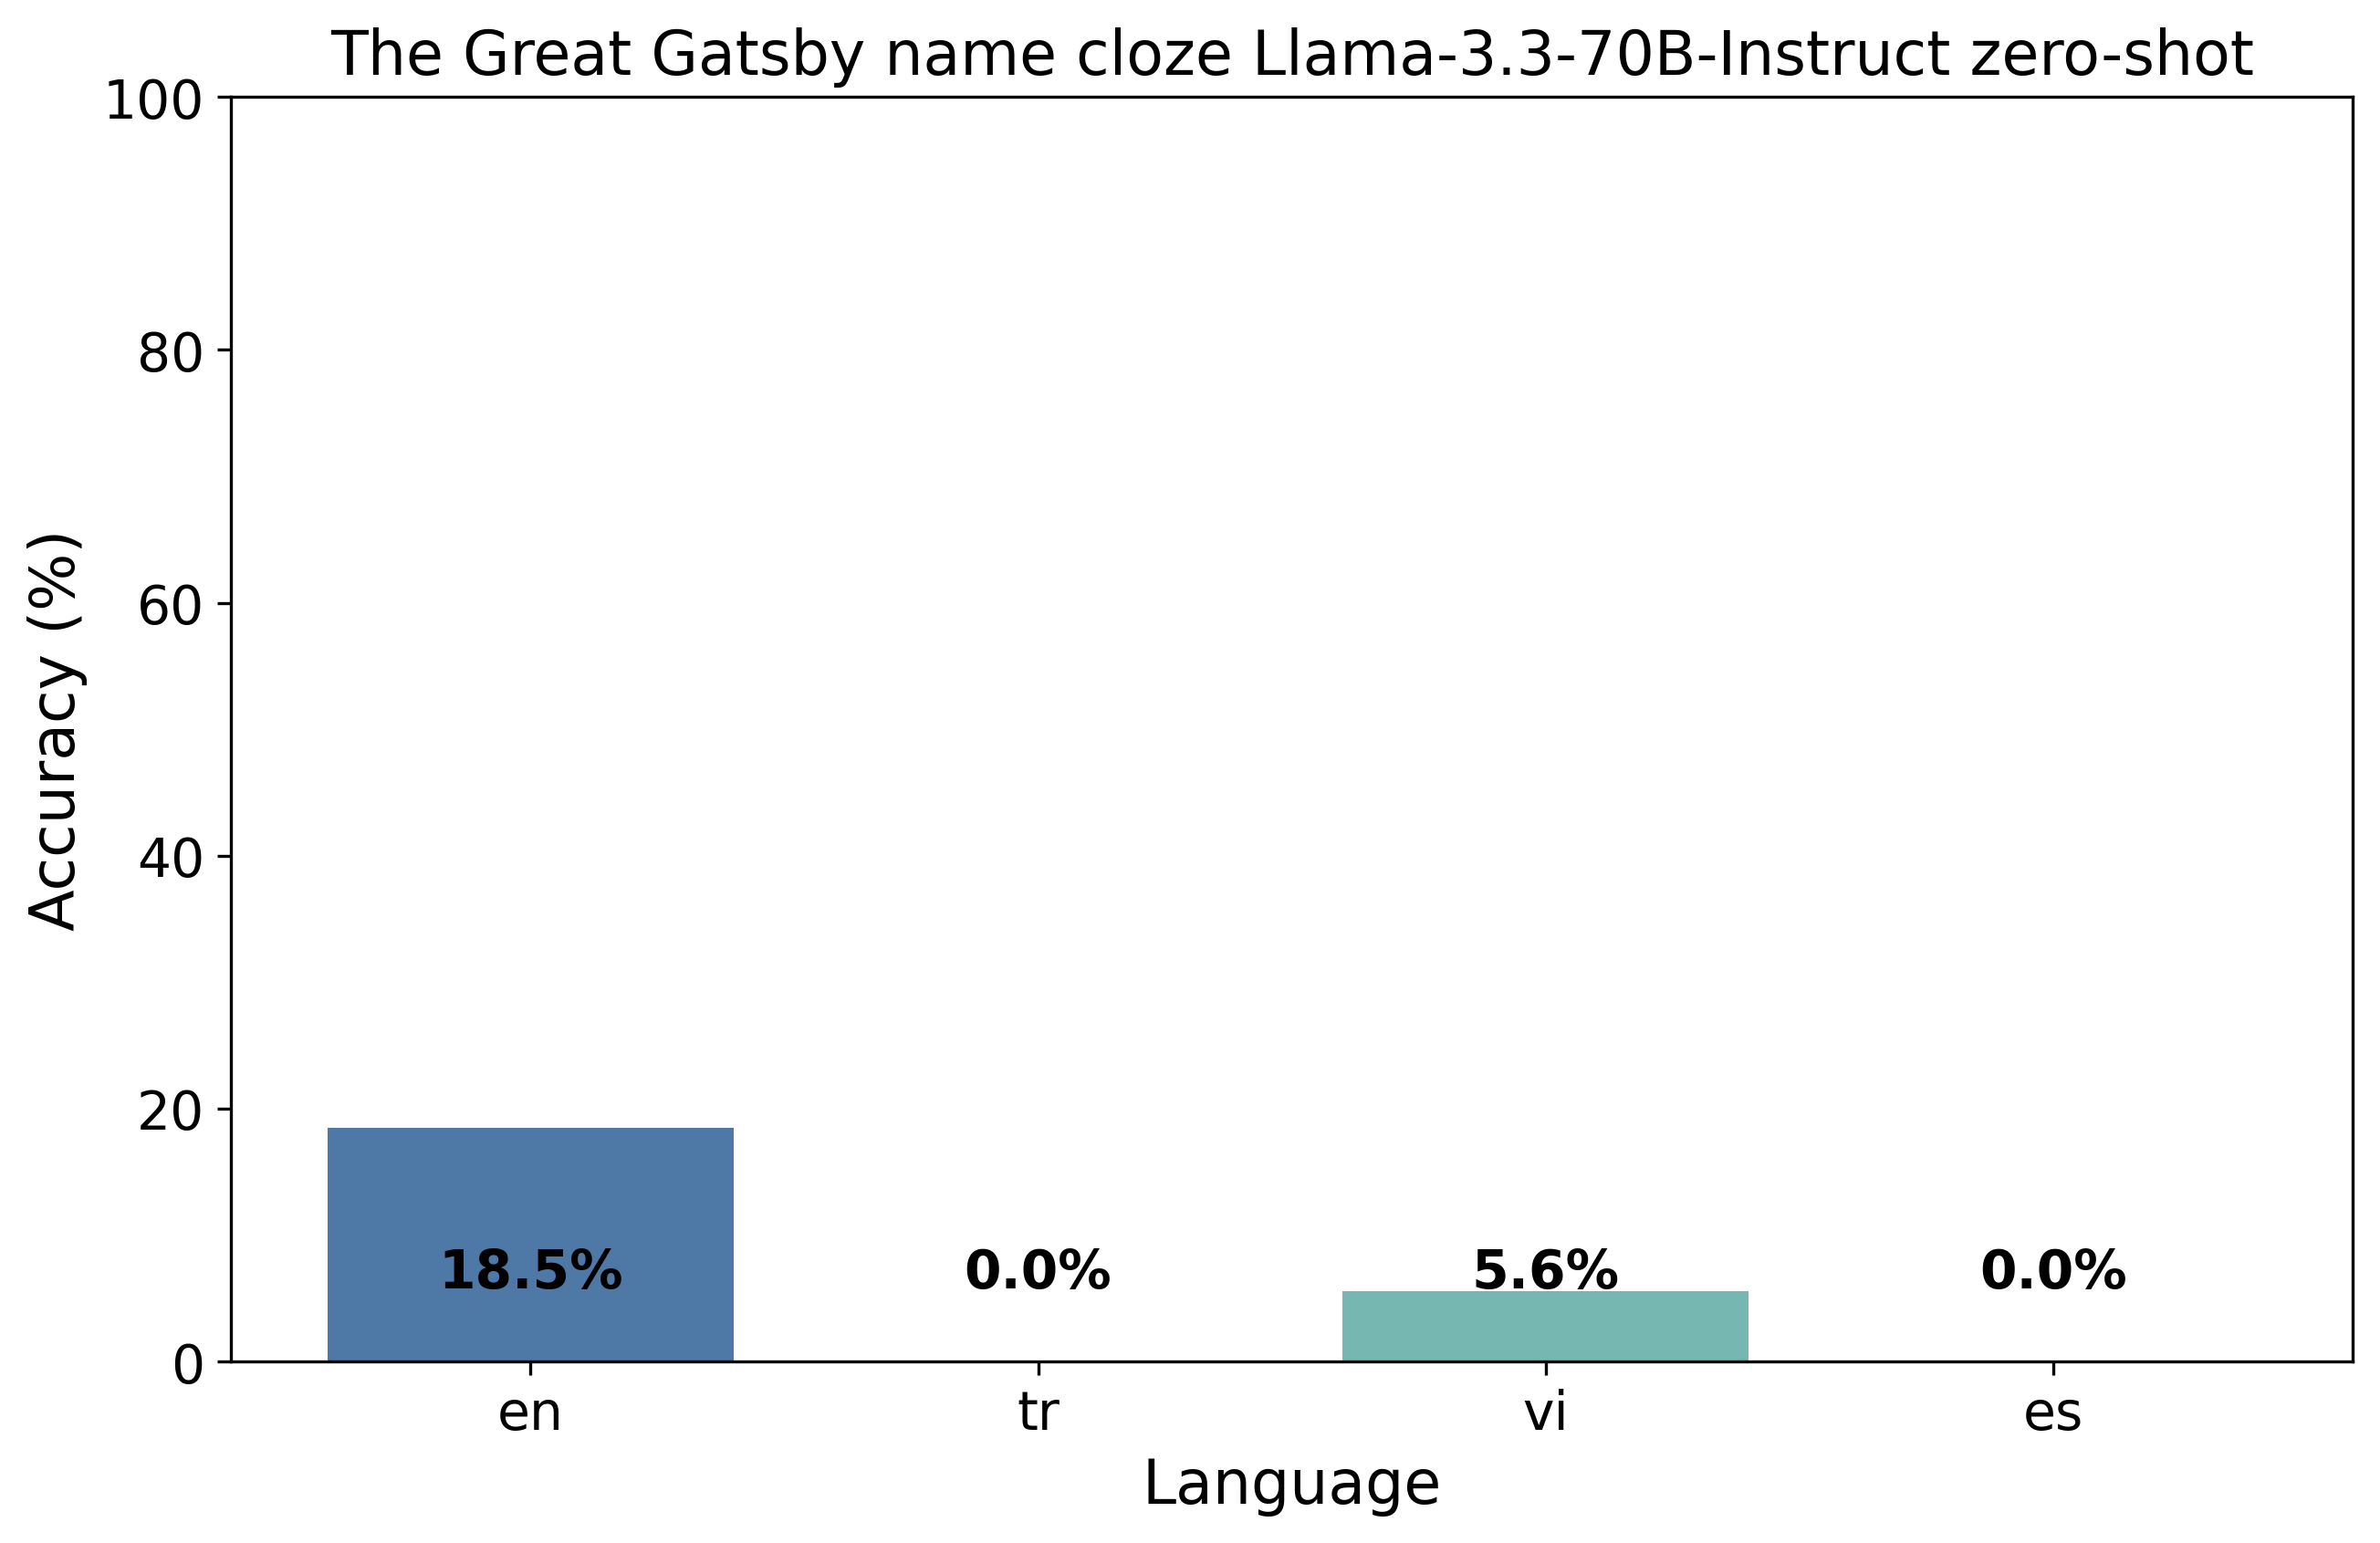 The Great Gatsby name cloze Llama-3.3-70B-Instruct zero-shot
Accuracy (%)
100
80
60
40
20
0
18.5%
0.0%
5.6%
0.0%
en
tr
vi
es
Language